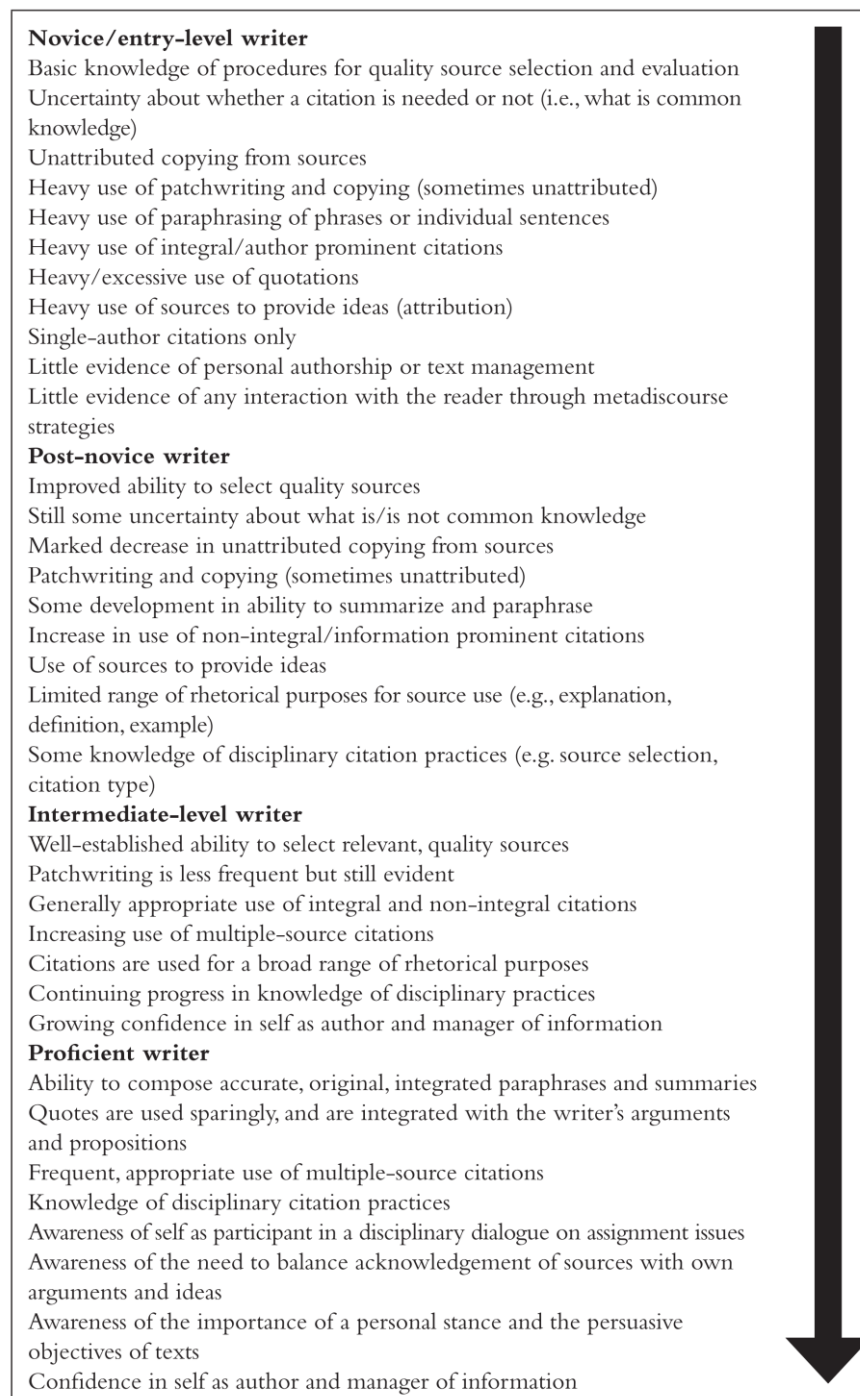 Novice/entry-level writer
Basic knowledge of procedures for quality source selection and evaluation
Uncertainty about whether a citation is needed or not (i.e., what is common
knowledge)
Unattributed copying from sources
Heavy use of patchwriting and copying (sometimes unattributed)
Heavy use of paraphrasing of phrases or individual sentences
Heavy use of integral/author prominent citations
Heavy/excessive use of quotations
Heavy use of sources to provide ideas (attribution)
Single-author citations only
Little evidence of personal authorship or text management
Little evidence of any interaction with the reader through metadiscourse
strategies
Post-novice writer
Improved ability to select quality sources
Still some uncertainty about what is/is not common knowledge
Marked decrease in unattributed copying from sources
Patchwriting and copying (sometimes unattributed)
Some development in ability to summarize and paraphrase
Increase in use of non-integral/information prominent citations
Use of sources to provide ideas
Limited range of rhetorical purposes for source use (e.g., explanation,
definition, example)
Some knowledge of disciplinary citation practices (e.g. source selection,
citation type)
Intermediate-level writer
Well-established ability to select relevant, quality sources
Patchwriting is less frequent but still evident
Generally appropriate use of integral and non-integral citations
Increasing use of multiple-source citations
Citations are used for a broad range of rhetorical purposes
Continuing progress in knowledge of disciplinary practices
Growing confidence in self as author and manager of information
Proficient writer
Ability to compose accurate, original, integrated paraphrases and summaries
Quotes are used sparingly, and are integrated with the writer's arguments
and propositions
Frequent, appropriate use of multiple-source citations
Knowledge of disciplinary citation practices
Awareness of self as participant in a disciplinary dialogue on assignment issues
Awareness of the need to balance acknowledgement of sources with own
arguments and ideas
Awareness of the importance of a personal stance and the persuasive
objectives of texts
Confidence in self as author and manager of information